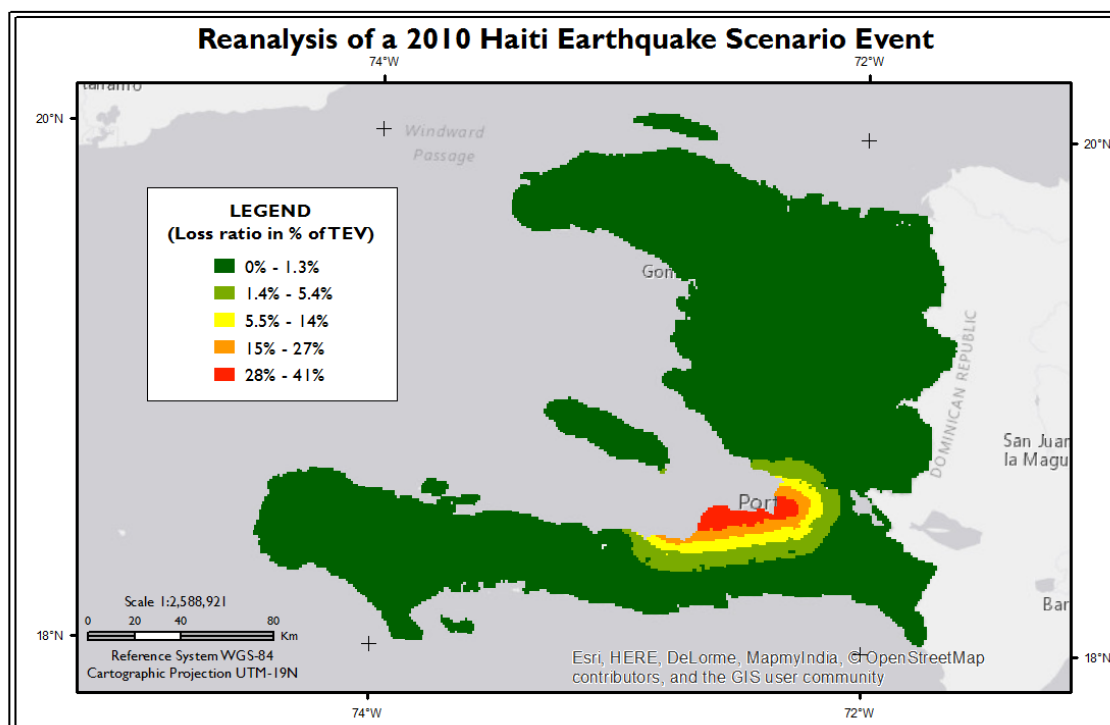 Reanalysis of a 2010 Haiti Earthquake Scenario Event
74°W
72°W
20°N
20°N
Windward
Passage
LEGEND
(Loss ratio in % of TEV)
0% - 1.3%
1.4% - 5.4%
5.5% - 14%
15% - 27%
28% - 41%
Gon
DOMINICAN REPUBLIC
San Juan
la Magu
Port
Bar
Scale 1:2,588,921
0 20 40 80
Km
Reference System WGS-84
Cartographic Projection UTM-19N
18°N
18°N
Esri, HERE, DeLorme, MapmyIndia, © OpenStreetMap
contributors, and the GIS user community
74°W
72°W